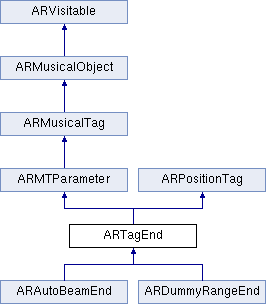 ARVisitable
ARMusicalObject
ARMusicalTag
ARMTParameter ARPositionTag
ARTagEnd
ARAutoBeamEnd ARDummyRangeEnd